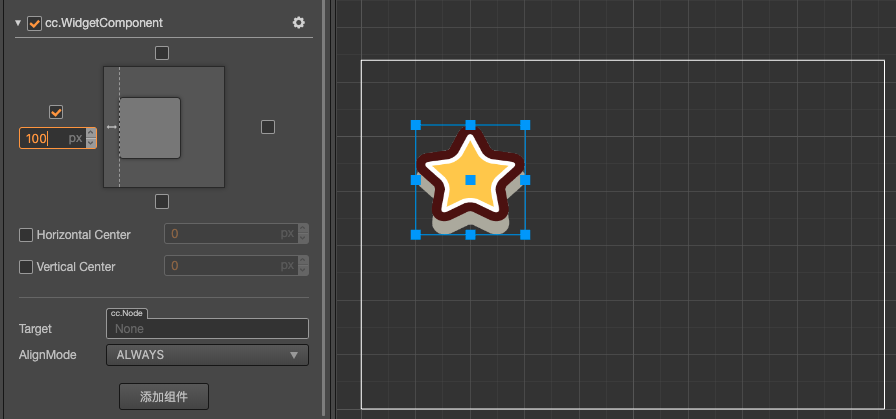 cc.WidgetComponent
100 px
Horizontal Center 0 px
Vertical Center 0 px
cc.Node
Target None
AlignMode ALWAYS
添加组件